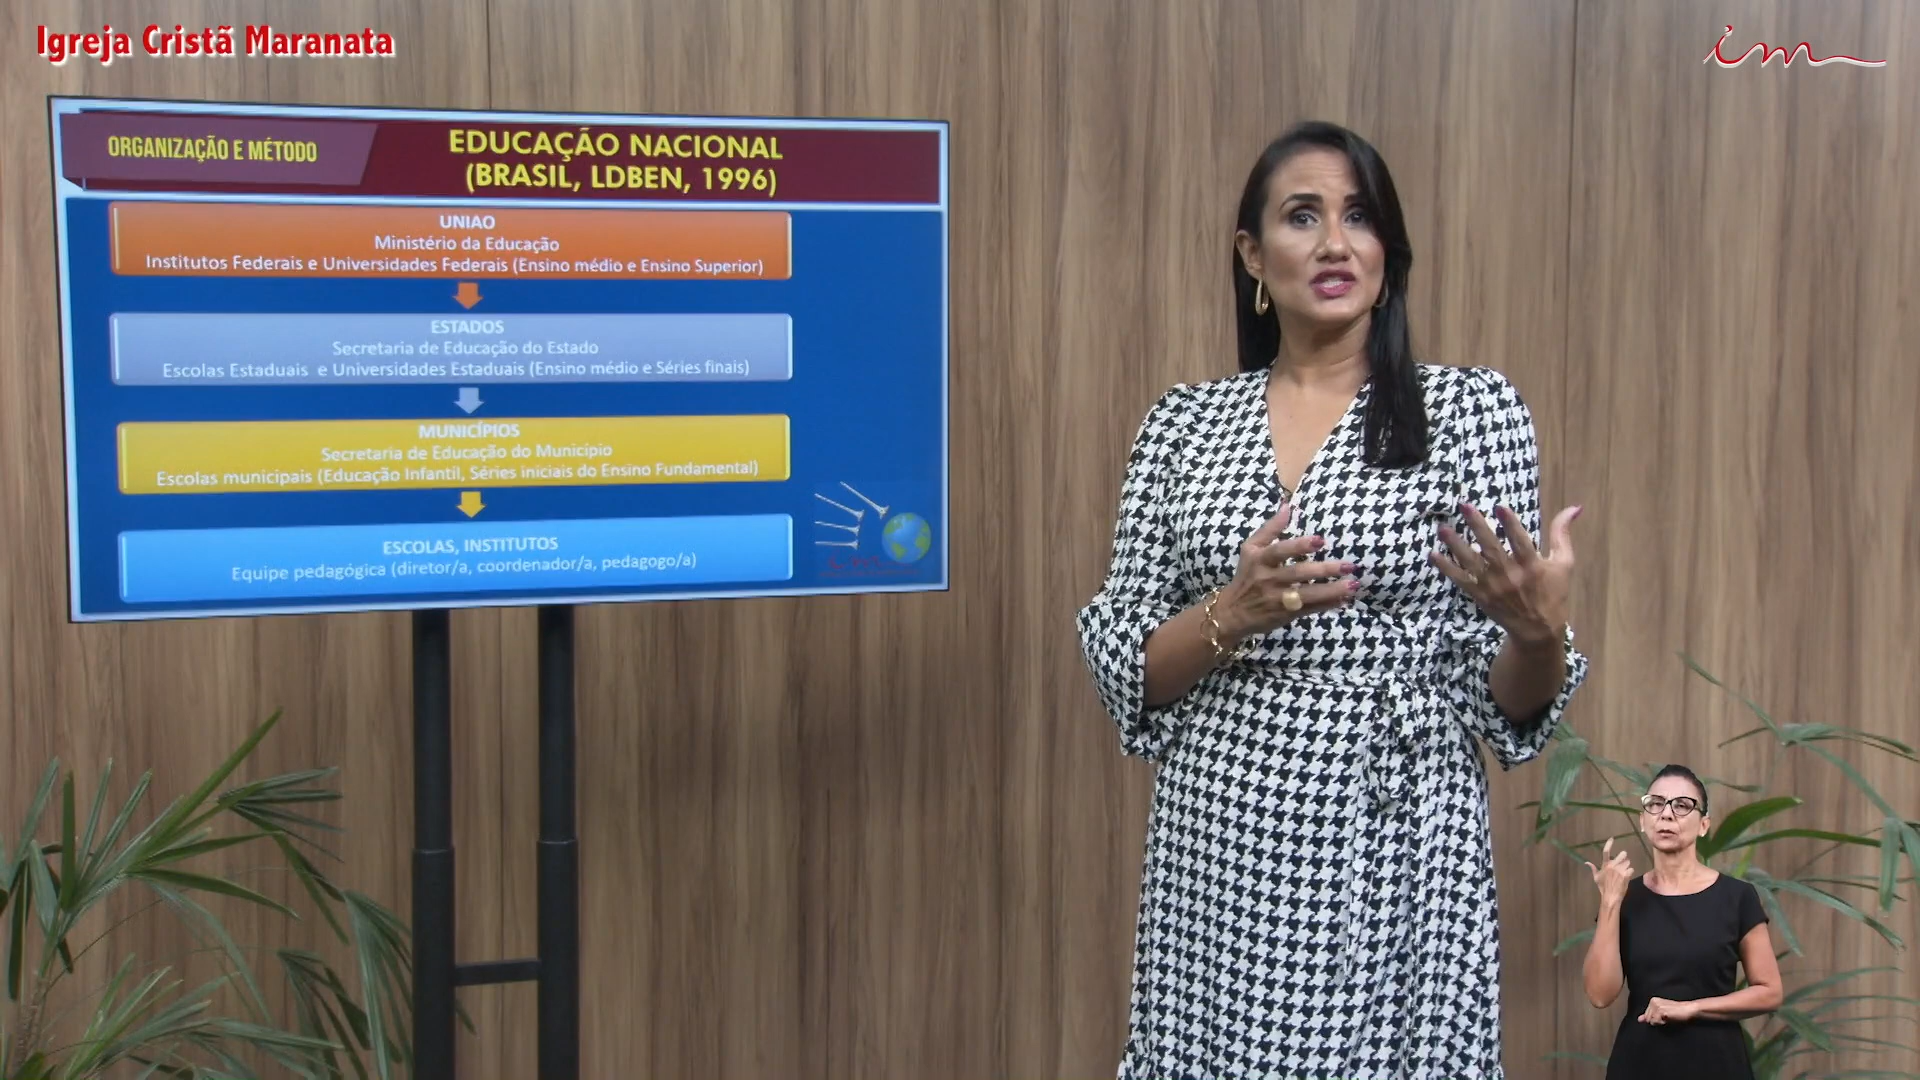 Igreja Cristã Maranata
im
ORGANIZAÇÃO E MÉTODO
EDUCAÇÃO NACIONAL
(BRASIL, LDBEN, 1996)
UNIAO
Ministério da Educação
Institutos Federais e Universidades Federais (Ensino médio e Ensino Superior)
ESTADOS
Secretaria de Educação do Estado
Escolas Estaduais e Universidades Estaduais (Ensino médio e Séries finais)
MUNICÍPIOS
Secretaria de Educação do Município
Escolas municipais (Educação Infantil, Séries iniciais do Ensino Fundamental)
ESCOLAS, INSTITUTOS
Equipe pedagógica (diretor/a, coordenador/a, pedagogo/a)
im